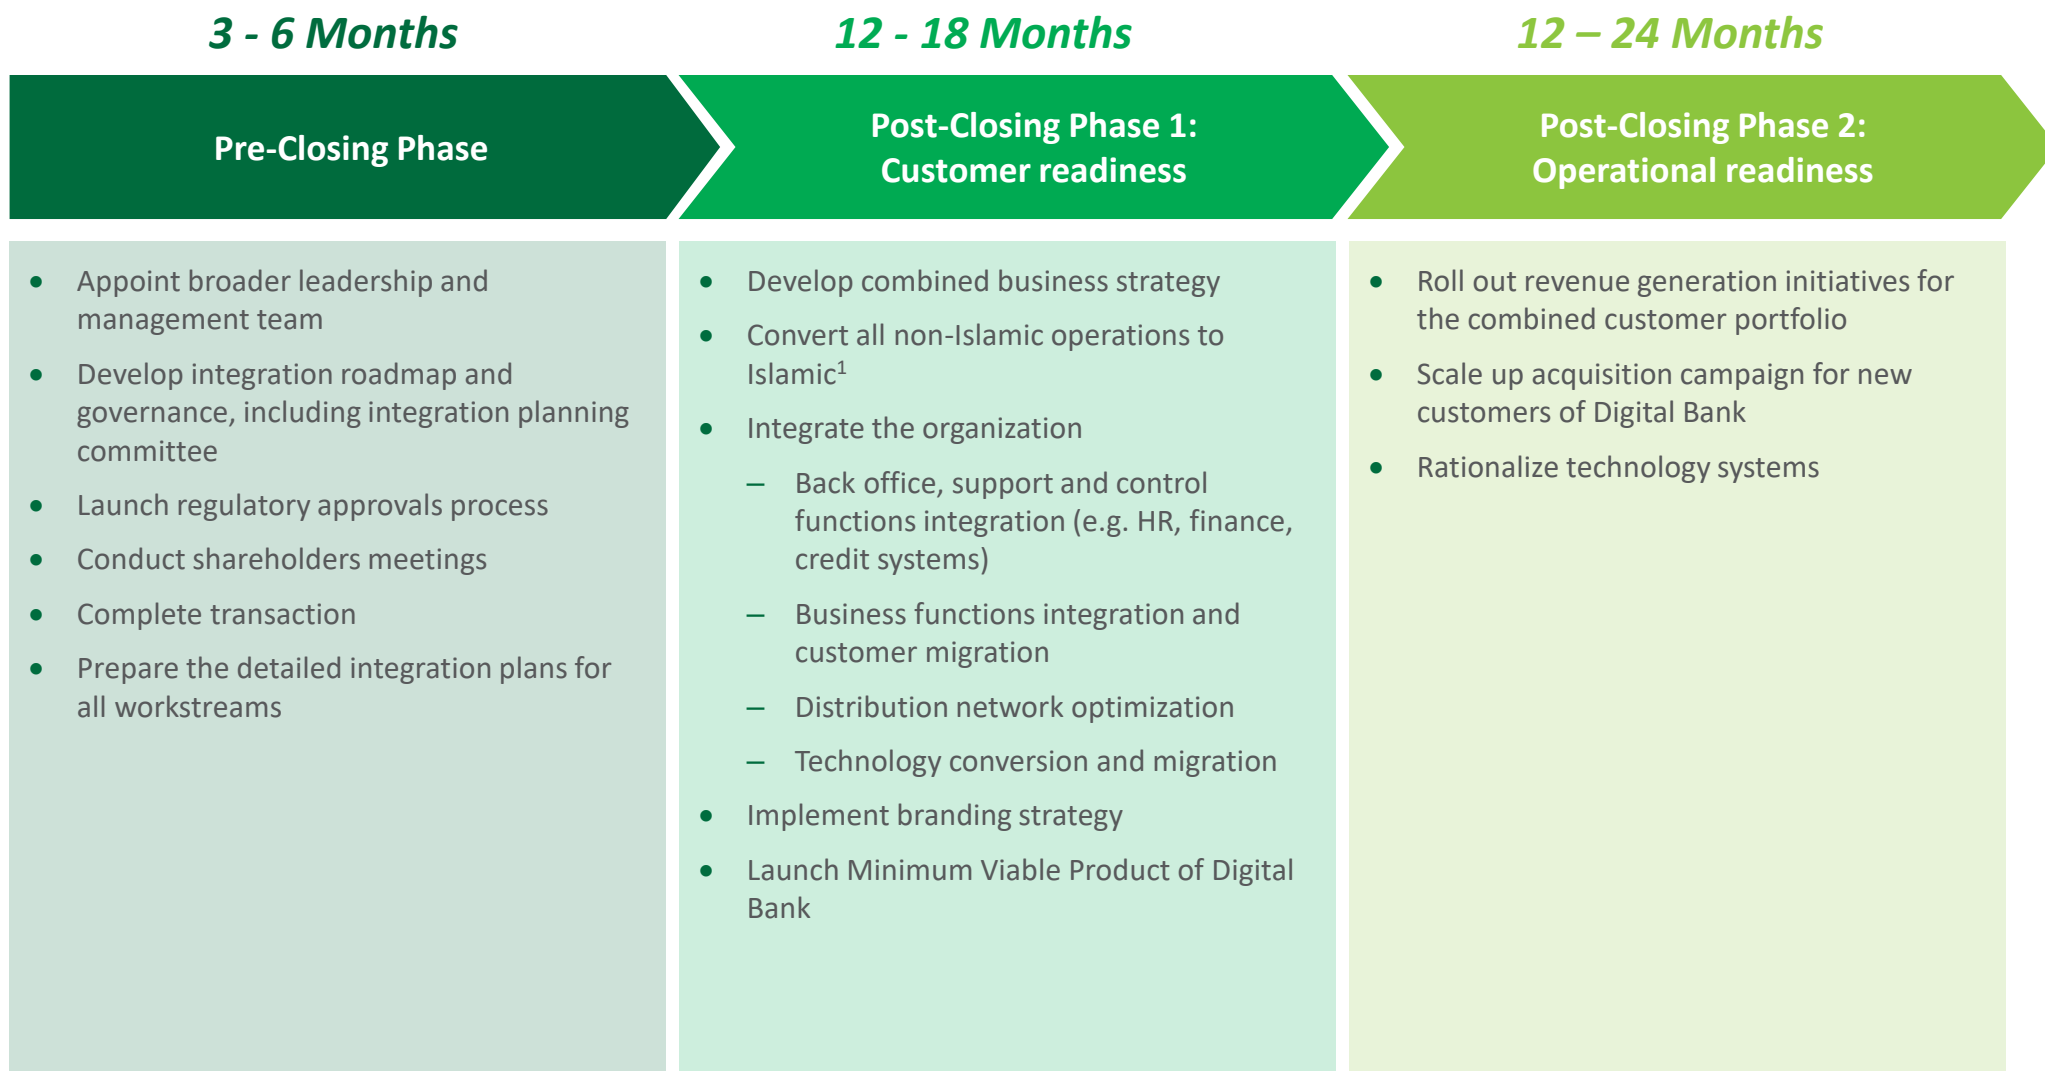 3 - 6 Months
Pre-Closing Phase
• Appoint broader leadership and
management team
• Develop integration roadmap and
governance, including integration planning
committee
• Launch regulatory approvals process
• Conduct shareholders meetings
• Complete transaction
• Prepare the detailed integration plans for
all workstreams
12 - 18 Months
Post-Closing Phase 1:
Customer readiness
• Develop combined business strategy
• Convert all non-Islamic operations to
Islamic¹
• Integrate the organization
– Back office, support and control
functions integration (e.g. HR, finance,
credit systems)
– Business functions integration and
customer migration
– Distribution network optimization
– Technology conversion and migration
• Implement branding strategy
• Launch Minimum Viable Product of Digital
Bank
12 – 24 Months
Post-Closing Phase 2:
Operational readiness
• Roll out revenue generation initiatives for
the combined customer portfolio
• Scale up acquisition campaign for new
customers of Digital Bank
• Rationalize technology systems